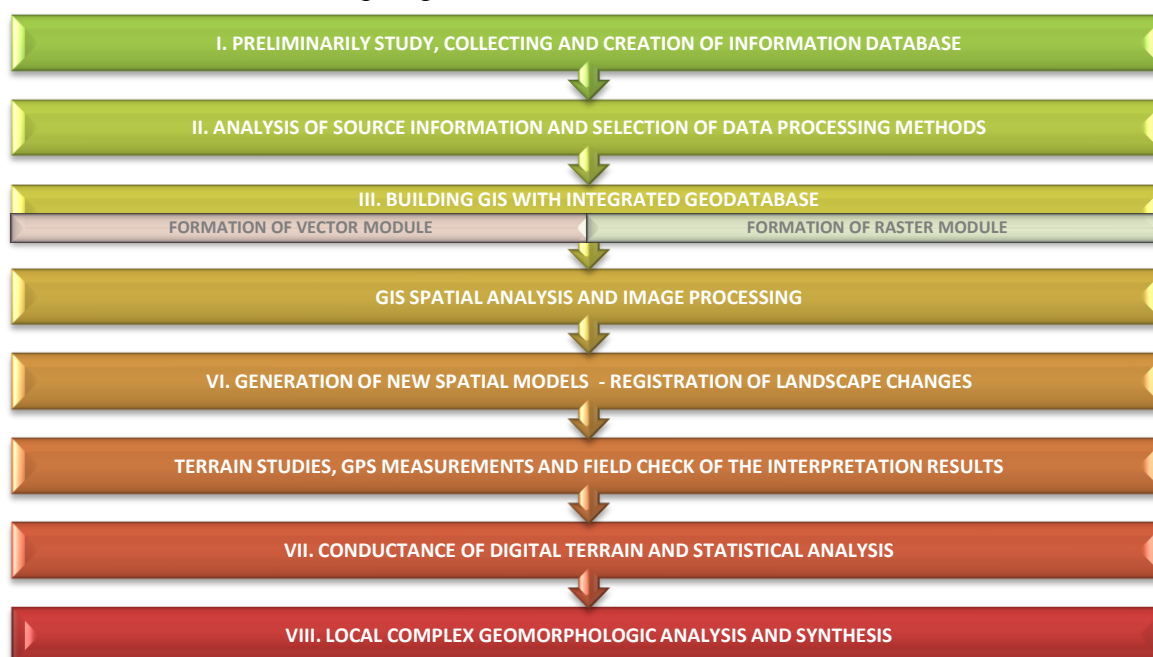 I. PRELIMINARILY STUDY, COLLECTING AND CREATION OF INFORMATION DATABASE
II. ANALYSIS OF SOURCE INFORMATION AND SELECTION OF DATA PROCESSING METHODS
III. BUILDING GIS WITH INTEGRATED GEODATABASE
FORMATION OF VECTOR MODULE
FORMATION OF RASTER MODULE
GIS SPATIAL ANALYSIS AND IMAGE PROCESSING
VI. GENERATION OF NEW SPATIAL MODELS - REGISTRATION OF LANDSCAPE CHANGES
TERRAIN STUDIES, GPS MEASUREMENTS AND FIELD CHECK OF THE INTERPRETATION RESULTS
VII. CONDUCTANCE OF DIGITAL TERRAIN AND STATISTICAL ANALYSIS
VIII. LOCAL COMPLEX GEOMORPHOLOGIC ANALYSIS AND SYNTHESIS